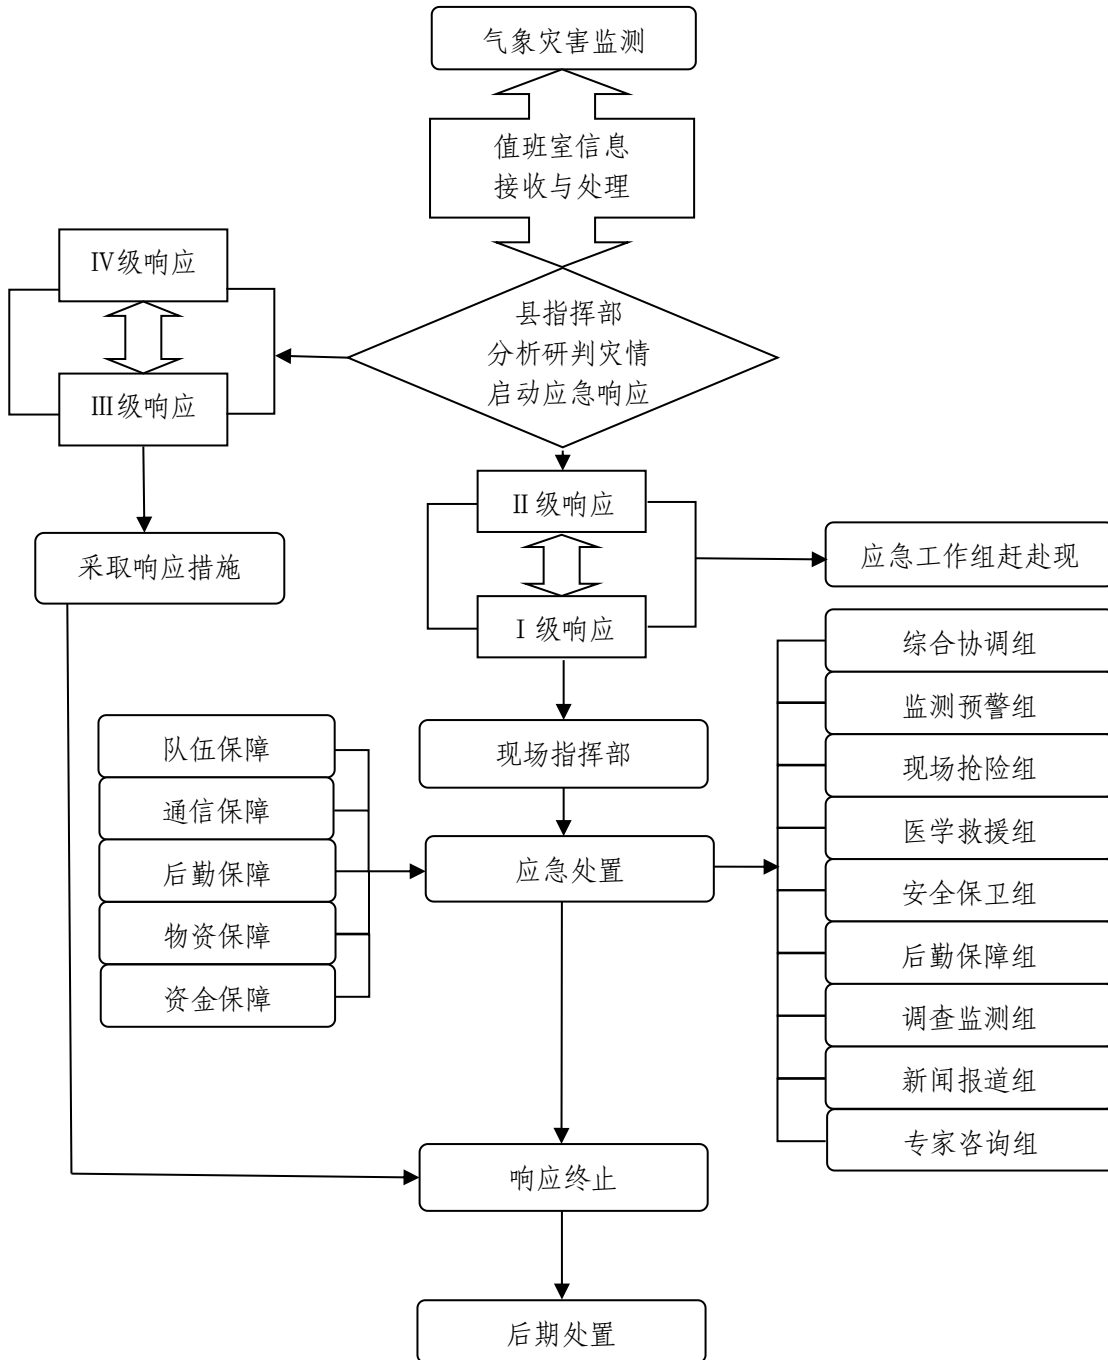 气象灾害监测
值班室信息
接收与处理
县指挥部
分析研判灾情
启动应急响应
Ⅳ级响应
Ⅲ级响应
采取响应措施
Ⅱ级响应
Ⅰ级响应
应急工作组赶赴现
现场指挥部
应急处置
队伍保障
通信保障
后勤保障
物资保障
资金保障
综合协调组
监测预警组
现场抢险组
医学救援组
安全保卫组
后勤保障组
调查监测组
新闻报道组
专家咨询组
响应终止
后期处置